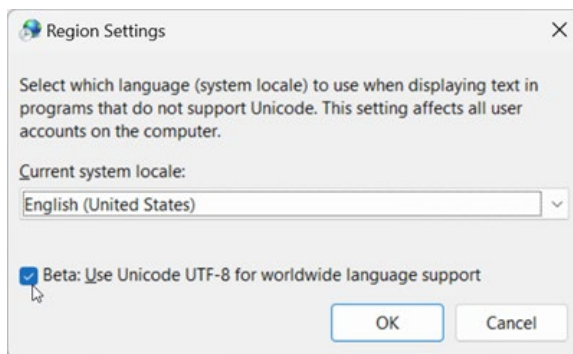 Region Settings
Select which language (system locale) to use when displaying text in
programs that do not support Unicode. This setting affects all user
accounts on the computer.
Current system locale:
English (United States)
Beta: Use Unicode UTF-8 for worldwide language support
OK Cancel